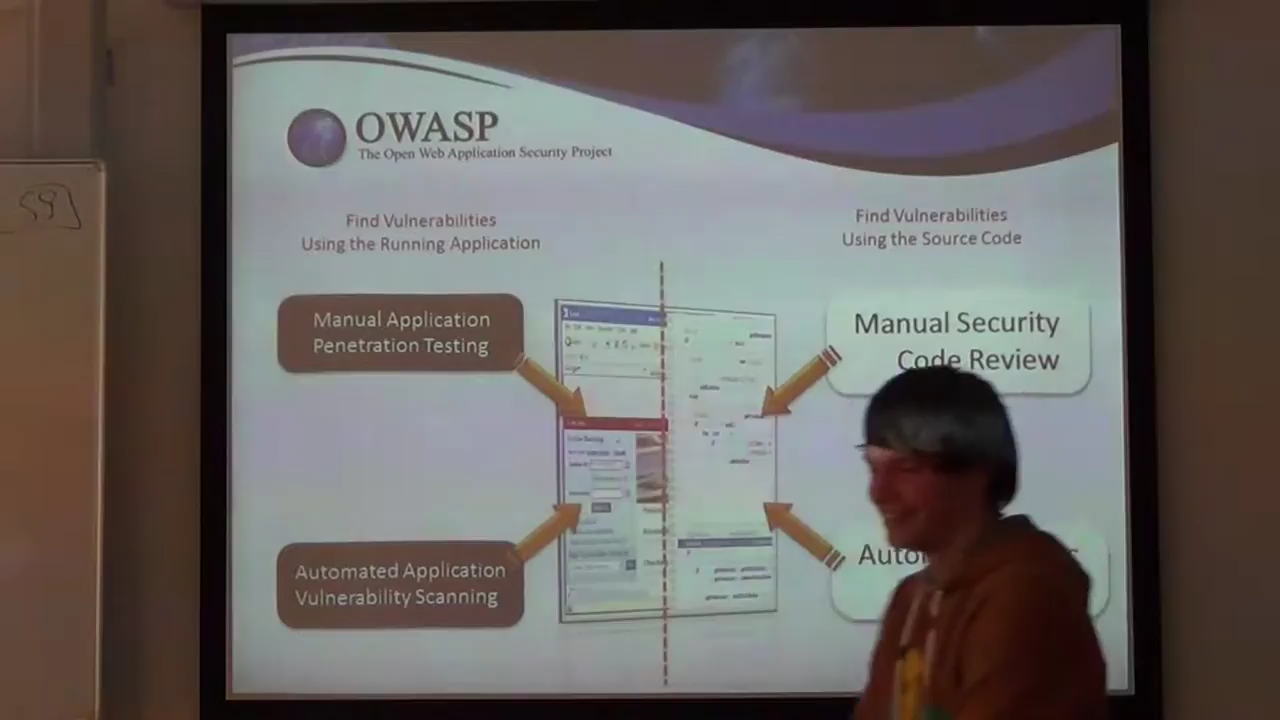 OWASP
The Open Web Application Security Project
Find Vulnerabilities
Using the Running Application
Find Vulnerabilities
Using the Source Code
Manual Application
Penetration Testing
Manual Security
Code Review
Automated Application
Vulnerability Scanning